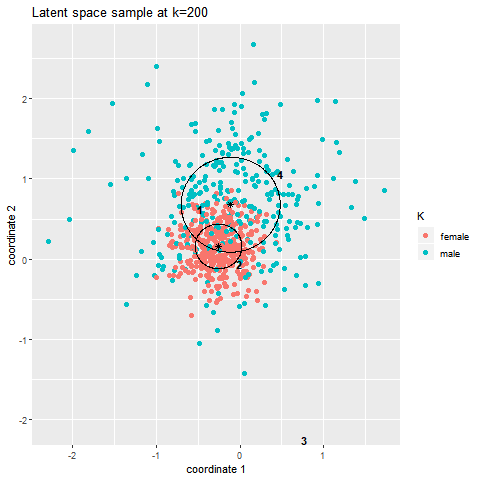 Latent space sample at k=200
coordinate 2
2
1
0
-1
-2
4
1
2
3
-2
-1
0
1
coordinate 1
K
female
male